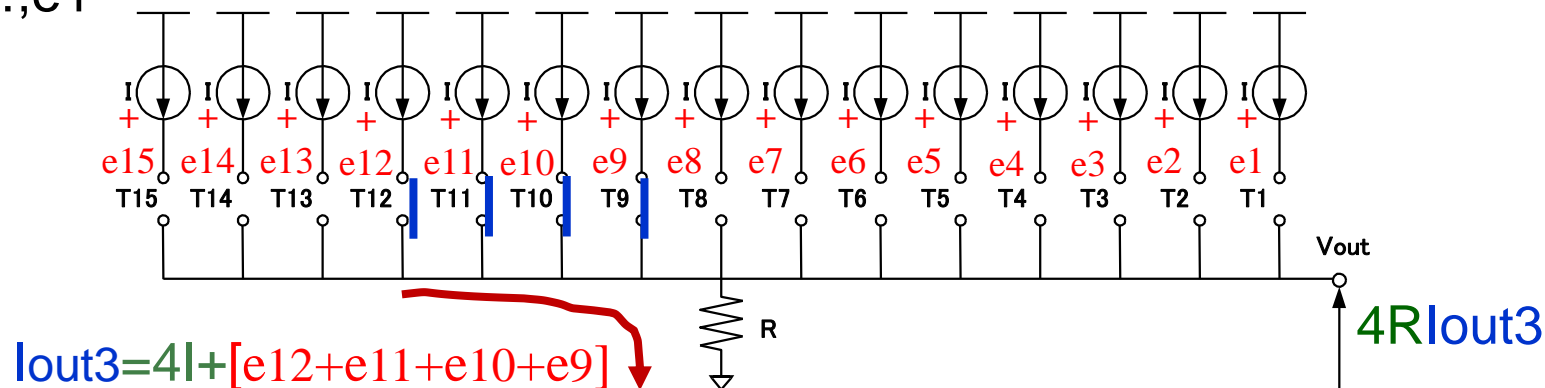 .,e1
I I I I I I I I I I I I I I I
+ + + + + + + + + + + + + + +
e15 e14 e13 e12 e11 e10 e9 e8 e7 e6 e5 e4 e3 e2 e1
T15 T14 T13 T12 T11 T10 T9 T8 T7 T6 T5 T4 T3 T2 T1
Vout
R
4RIout3
Iout3=4I+[e12+e11+e10+e9]